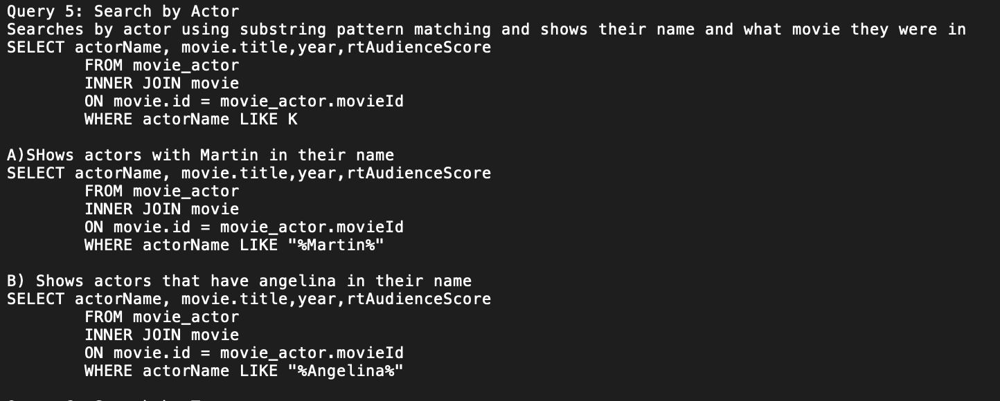 Query 5: Search by Actor
Searches by actor using substring pattern matching and shows their name and what movie they were in
SELECT actorName, movie.title,year,rtAudienceScore
        FROM movie_actor
        INNER JOIN movie
        ON movie.id = movie_actor.movieId
        WHERE actorName LIKE K

A)SHows actors with Martin in their name
SELECT actorName, movie.title,year,rtAudienceScore
        FROM movie_actor
        INNER JOIN movie
        ON movie.id = movie_actor.movieId
        WHERE actorName LIKE "%Martin%"

B) Shows actors that have angelina in their name
SELECT actorName, movie.title,year,rtAudienceScore
        FROM movie_actor
        INNER JOIN movie
        ON movie.id = movie_actor.movieId
        WHERE actorName LIKE "%Angelina%"